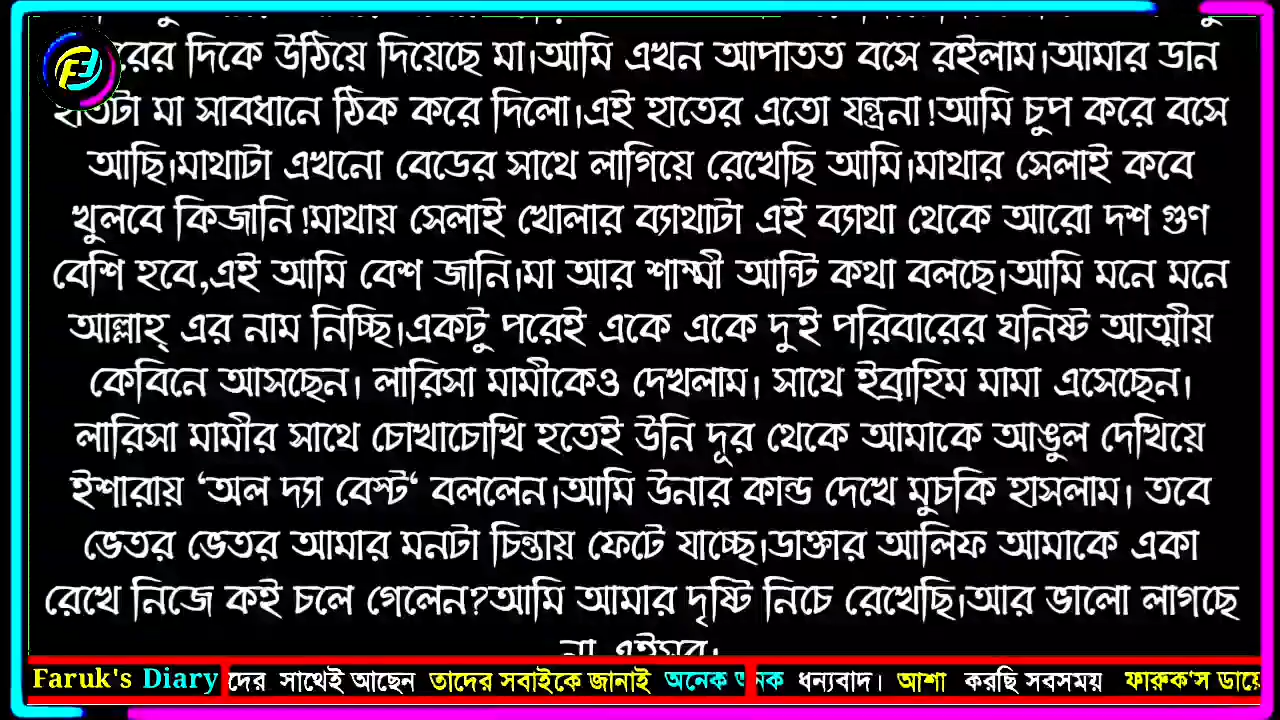 দিকে উঠিয়ে দিয়েছে মা।আমি এখন আপাতত বসে রইলাম।আমার ডান
হাতটা মা সাবধানে ঠিক করে দিলো।এই হাতের এতো যন্ত্রনা!আমি চুপ করে বসে
আছি।মাথাটা এখনো বেডের সাথে লাগিয়ে রেখেছি আমি।মাথার সেলাই কবে
খুলবে কিজানি!মাথায় সেলাই খোলার ব্যাথাটা এই ব্যাথা থেকে আরো দশ গুণ
বেশি হবে,এই আমি বেশ জানি।মা আর শাম্মী আন্টি কথা বলছে।আমি মনে মনে
আল্লাহ্ এর নাম নিচ্ছি।একটু পরেই একে একে দুই পরিবারের ঘনিষ্ট আত্মীয়
কেবিনে আসছেন। লারিসা মামীকেও দেখলাম। সাথে ইব্রাহিম মামা এসেছেন।
লারিসা মামীর সাথে চোখাচোখি হতেই উনি দূর থেকে আমাকে আঙুল দেখিয়ে
ইশারায় ‘অল দ্যা বেস্ট‘ বললেন।আমি উনার কান্ড দেখে মুচকি হাসলাম। তবে
ভেতর ভেতর আমার মনটা চিন্তায় ফেটে যাচ্ছে।ডাক্তার আলিফ আমাকে একা
রেখে নিজে কই চলে গেলেন?আমি আমার দৃষ্টি নিচে রেখেছি।আর ভালো লাগছে
না এইসব।
Faruk's Diary দের সাথেই আছেন তাদের সবাইকে জানাই অনেক অনেক ধন্যবাদ। আশা করছি সবসময় ফারুক'স